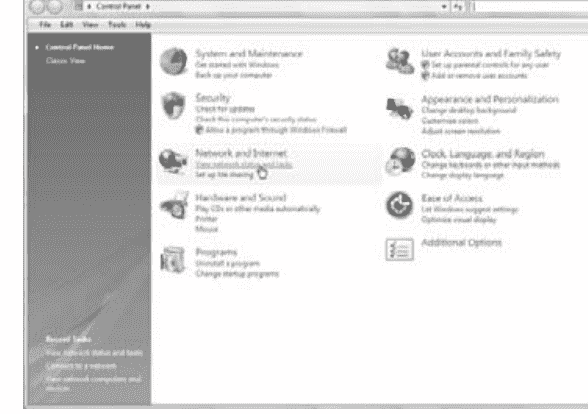 Control Panel
File Edit View Tools Help
Control Panel Home
Classic View
System and Maintenance
Get started with Windows
Back up your computer
Security
Check for updates
Check this computer's security status
Allow a program through Windows Firewall
Network and Internet
View network status and tasks
Set up file sharing
Hardware and Sound
Play CDs or other media automatically
Printer
Mouse
Programs
Uninstall a program
Change startup programs
User Accounts and Family Safety
Set up parental controls for any user
Add or remove user accounts
Appearance and Personalization
Change desktop background
Customize colors
Adjust screen resolution
Clock, Language, and Region
Change keyboards or other input methods
Change display language
Ease of Access
Let Windows suggest settings
Optimize visual display
Additional Options
Recent Tasks
View network status and tasks
Connect to a network
View network computers and
devices